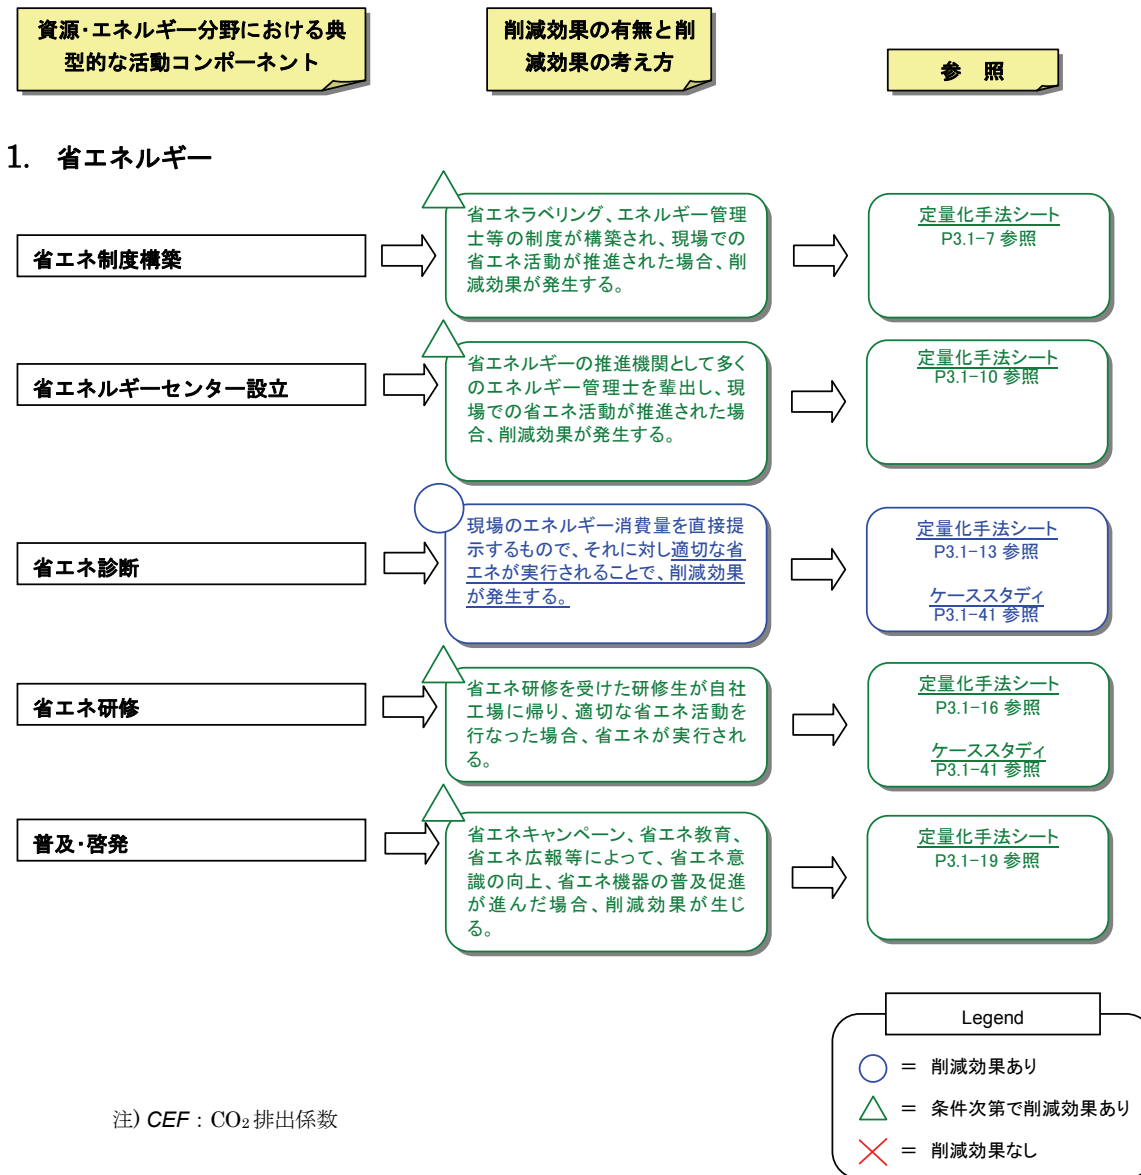 資源・エネルギー分野における典
型的な活動コンポーネント
削減効果の有無と削
減効果の考え方
参　照
1. 省エネルギー
省エネ制度構築
省エネラベリング、エネルギー管理
士等の制度が構築され、現場での
省エネ活動が推進された場合、削
減効果が発生する。
定量化手法シート
P3.1-7 参照
省エネルギーセンター設立
省エネルギーの推進機関として多く
のエネルギー管理士を輩出し、現
場での省エネ活動が推進された場
合、削減効果が発生する。
定量化手法シート
P3.1-10 参照
省エネ診断
現場のエネルギー消費量を直接提
示するもので、それに対し適切な省
エネが実行されることで、削減効果
が発生する。
定量化手法シート
P3.1-13 参照
ケーススタディ
P3.1-41 参照
省エネ研修
省エネ研修を受けた研修生が自社
工場に帰り、適切な省エネ活動を
行なった場合、省エネが実行され
る。
定量化手法シート
P3.1-16 参照
ケーススタディ
P3.1-41 参照
普及・啓発
省エネキャンペーン、省エネ教育、
省エネ広報等によって、省エネ意
識の向上、省エネ機器の普及促進
が進んだ場合、削減効果が生じ
る。
定量化手法シート
P3.1-19 参照
Legend
＝ 削減効果あり
＝ 条件次第で削減効果あり
＝ 削減効果なし
注) CEF：CO₂排出係数